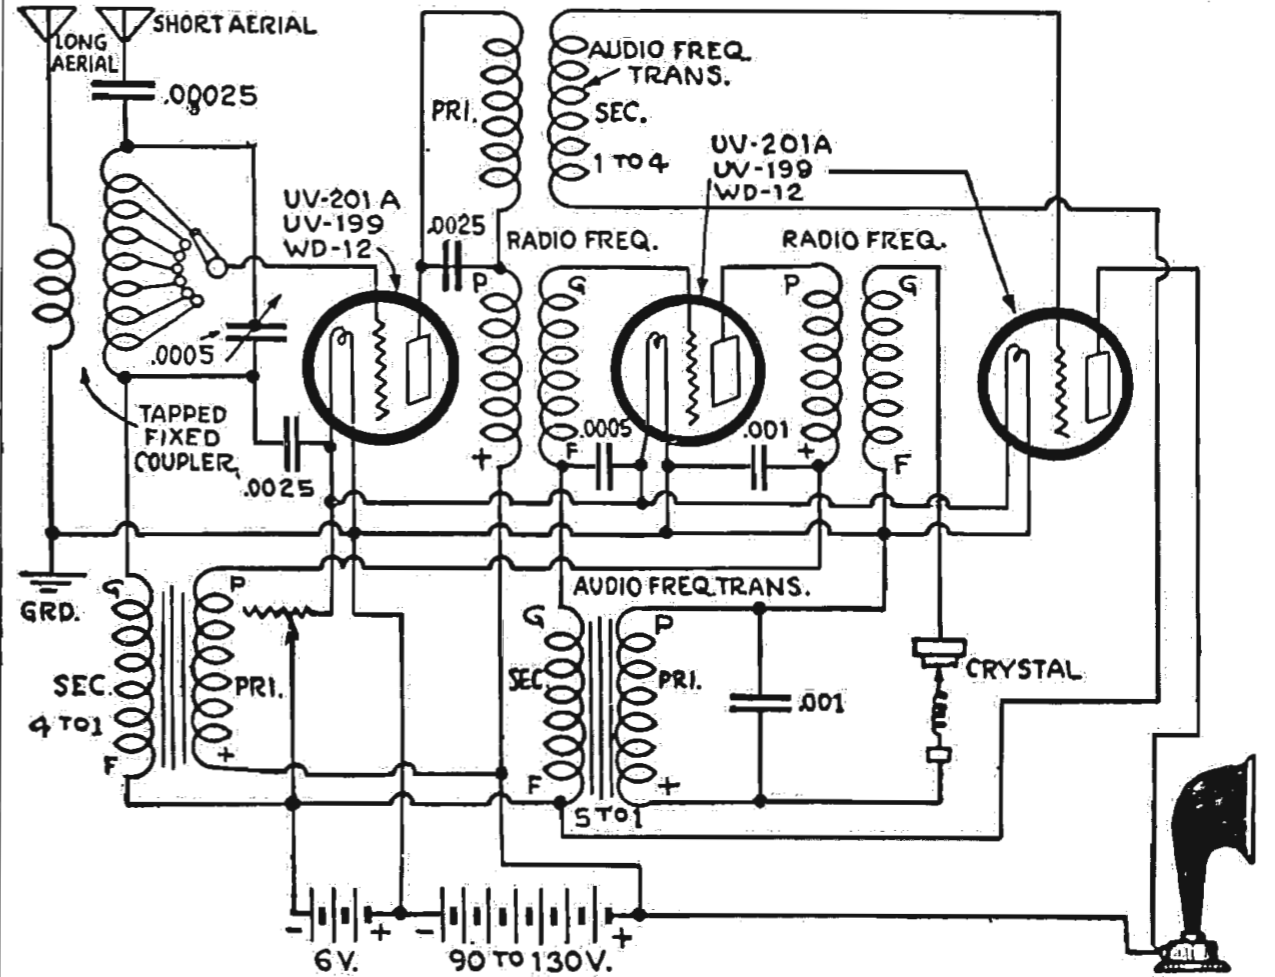 LONG
AERIAL
SHORT AERIAL
.00025
PRI.
AUDIO FREQ.
TRANS.
SEC.
1 TO 4
UV-201A
UV-199
WD-12
UV-201A
UV-199
WD-12
.0025
RADIO FREQ.
RADIO FREQ.
P
G
P
G
.0005
TAPPED
FIXED
COUPLER,
.0025
+
F
.0005
.001
+
F
GRD.
G
P
SEC.
4 TO 1
PRI.
F
+
AUDIO FREQ. TRANS.
G
P
SEC.
PRI.
F
+
5 TO 1
.001
CRYSTAL
-
+
-
+
6 V.
90 TO 130 V.